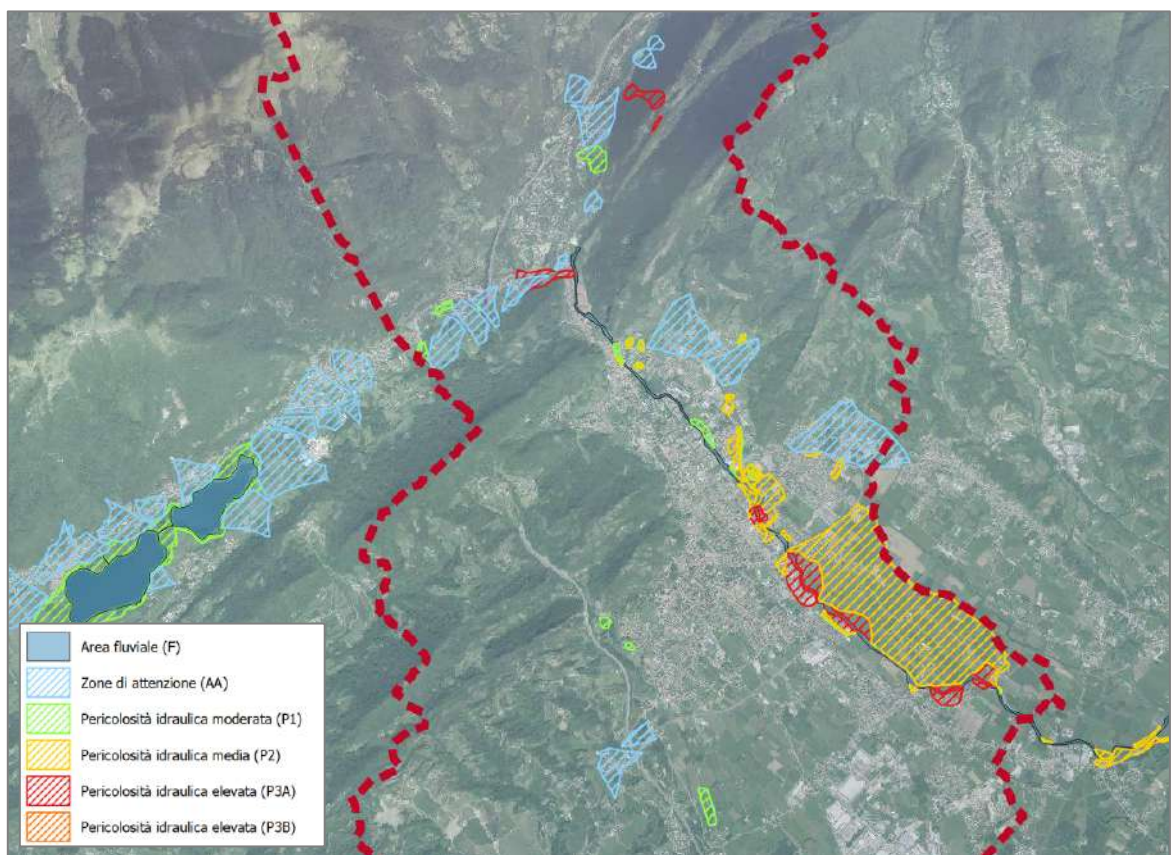 Area fluviale (F)
Zone di attenzione (AA)
Pericolosità idraulica moderata (P1)
Pericolosità idraulica media (P2)
Pericolosità idraulica elevata (P3A)
Pericolosità idraulica elevata (P3B)